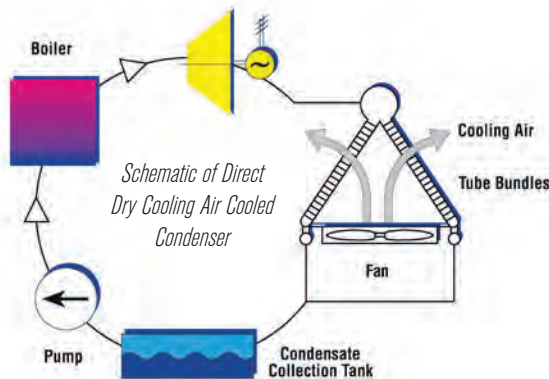 Boiler
~
Cooling Air
Tube Bundles
Schematic of Direct
Dry Cooling Air Cooled
Condenser
Fan
Pump
Condensate
Collection Tank